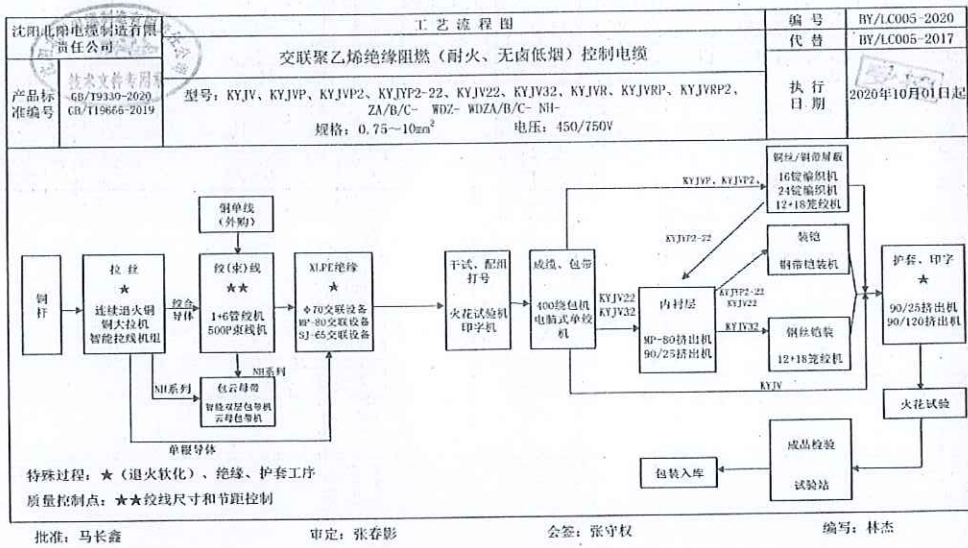 沈阳北阳电缆制造有限责任公司
工艺流程图
编号
BY/LC005-2020
代替
BY/LC005-2017
交联聚乙烯绝缘阻燃（耐火、无卤低烟）控制电缆
技术文件专用章
产品标准编号
GB/T9330-2020
GB/T19666-2019
型号：KYJV、KYJVP、KYJVP2、KYJYP2-22、KYJV22、KYJV32、KYJVR、KYJVRP、KYJVRP2、
ZA/B/C- WDZ- WDZA/B/C- NH-
规格：0.75~10mm² 电压：450/750V
执行日期
2020年10月01日起
铜杆
拉丝
★
连续退火铜
铜大拉机
智能拉线机组
绞合导体
铜单线
（外购）
绞(束)线
★★
1+6管绞机
500P束线机
NH系列
NH系列
包云母带
智能双层包带机
云母包带机
单根导体
XLPE绝缘
★
Φ70交联设备
MP-80交联设备
SJ-65交联设备
干试、配组
打号
火花试验机
印字机
成缆、包带
400绕包机
电脑式单绞机
KYJVP、KYJVP2、
KYJYP2-22
KYJV22
KYJV32
KYJV
铜丝/铜带屏蔽
16锭编织机
24锭编织机
12+18笼绞机
内衬层
MP-80挤出机
90/25挤出机
KYJYP2-22
KYJV22
KYJV32
装铠
钢带铠装机
钢丝铠装
12+18笼绞机
护套、印字
★
90/25挤出机
90/120挤出机
火花试验
成品检验
试验站
包装入库
特殊过程：★（退火软化）、绝缘、护套工序
质量控制点：★★绞线尺寸和节距控制
批准：马长鑫 审定：张春影 会签：张守权 编写：林杰